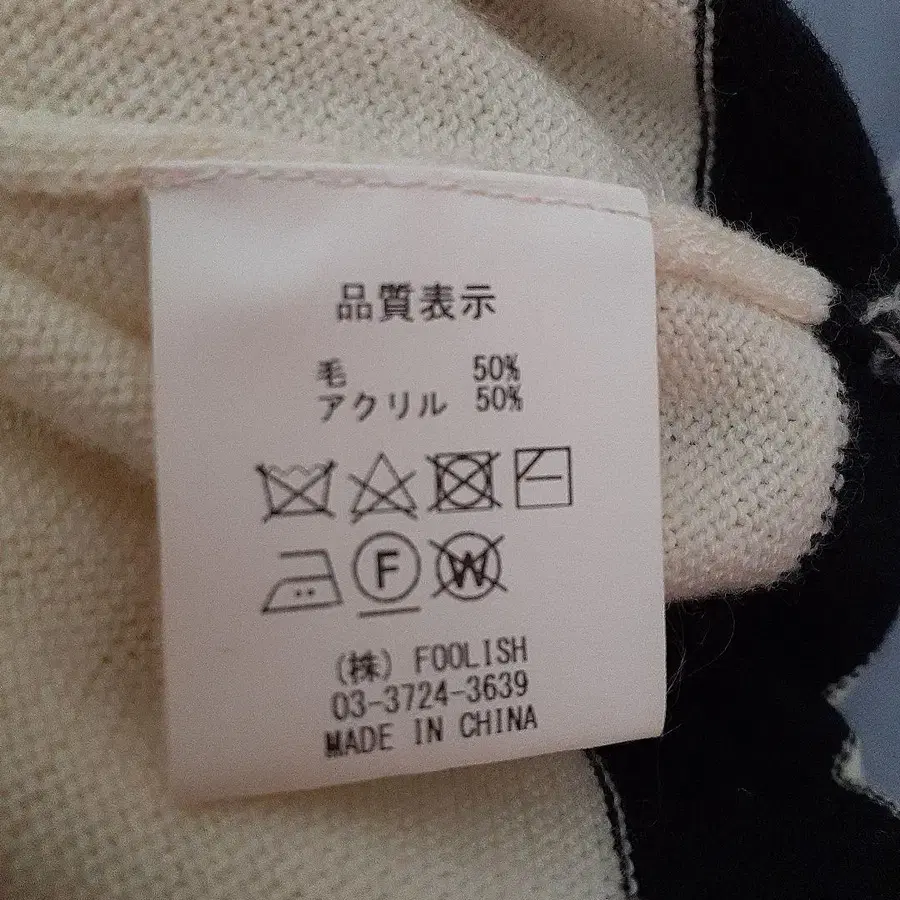 品質表示
毛 50%
アクリル 50%
F W
(株) FOOLISH
03-3724-3639
MADE IN CHINA